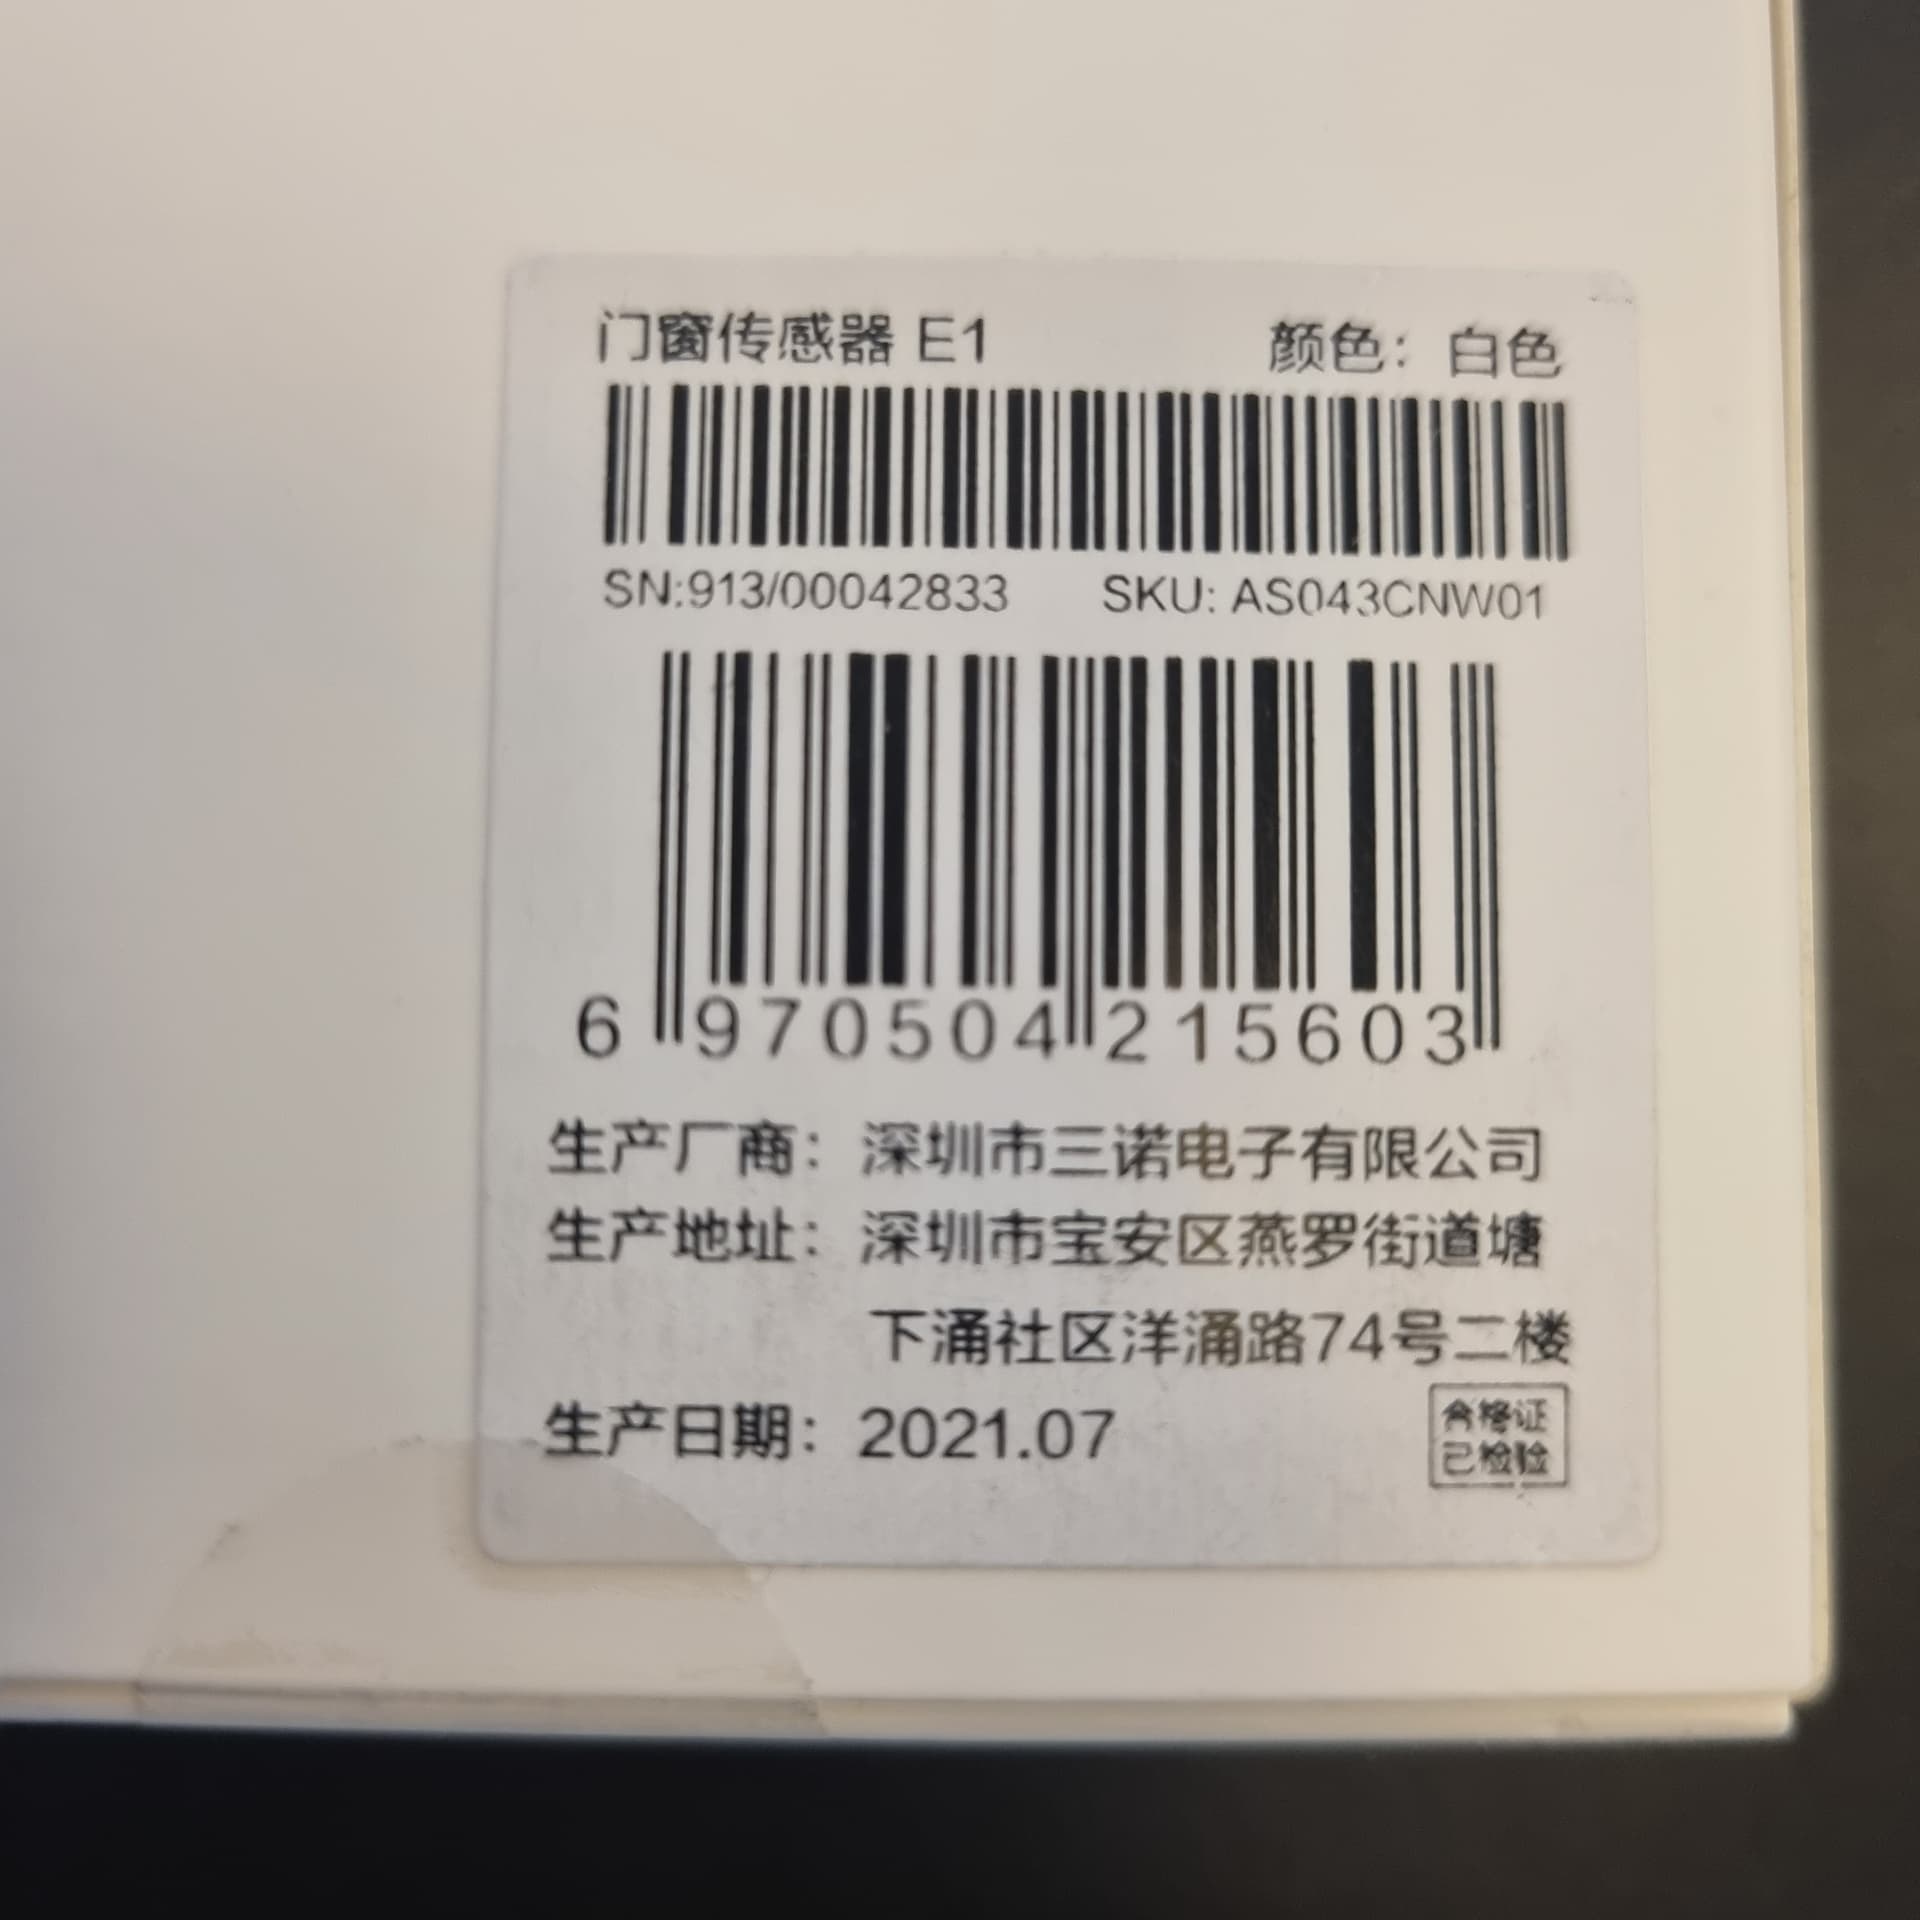 门窗传感器 E1 颜色：白色
SN:913/00042833 SKU: AS043CNW01
6 970504 215603
生产厂商：深圳市三诺电子有限公司
生产地址：深圳市宝安区燕罗街道塘
下涌社区洋涌路74号二楼
生产日期：2021.07
合格证
已检验